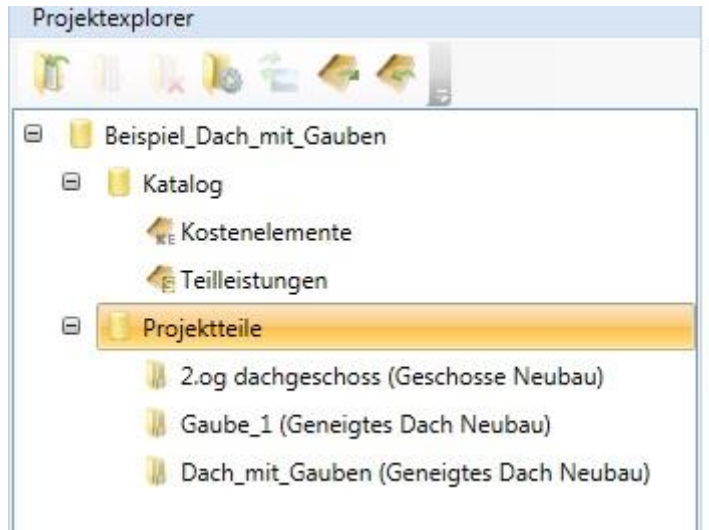 Projektexplorer
Beispiel_Dach_mit_Gauben
Katalog
Kostenelemente
Teilleistungen
Projektteile
2.og dachgeschoss (Geschosse Neubau)
Gaube_1 (Geneigtes Dach Neubau)
Dach_mit_Gauben (Geneigtes Dach Neubau)